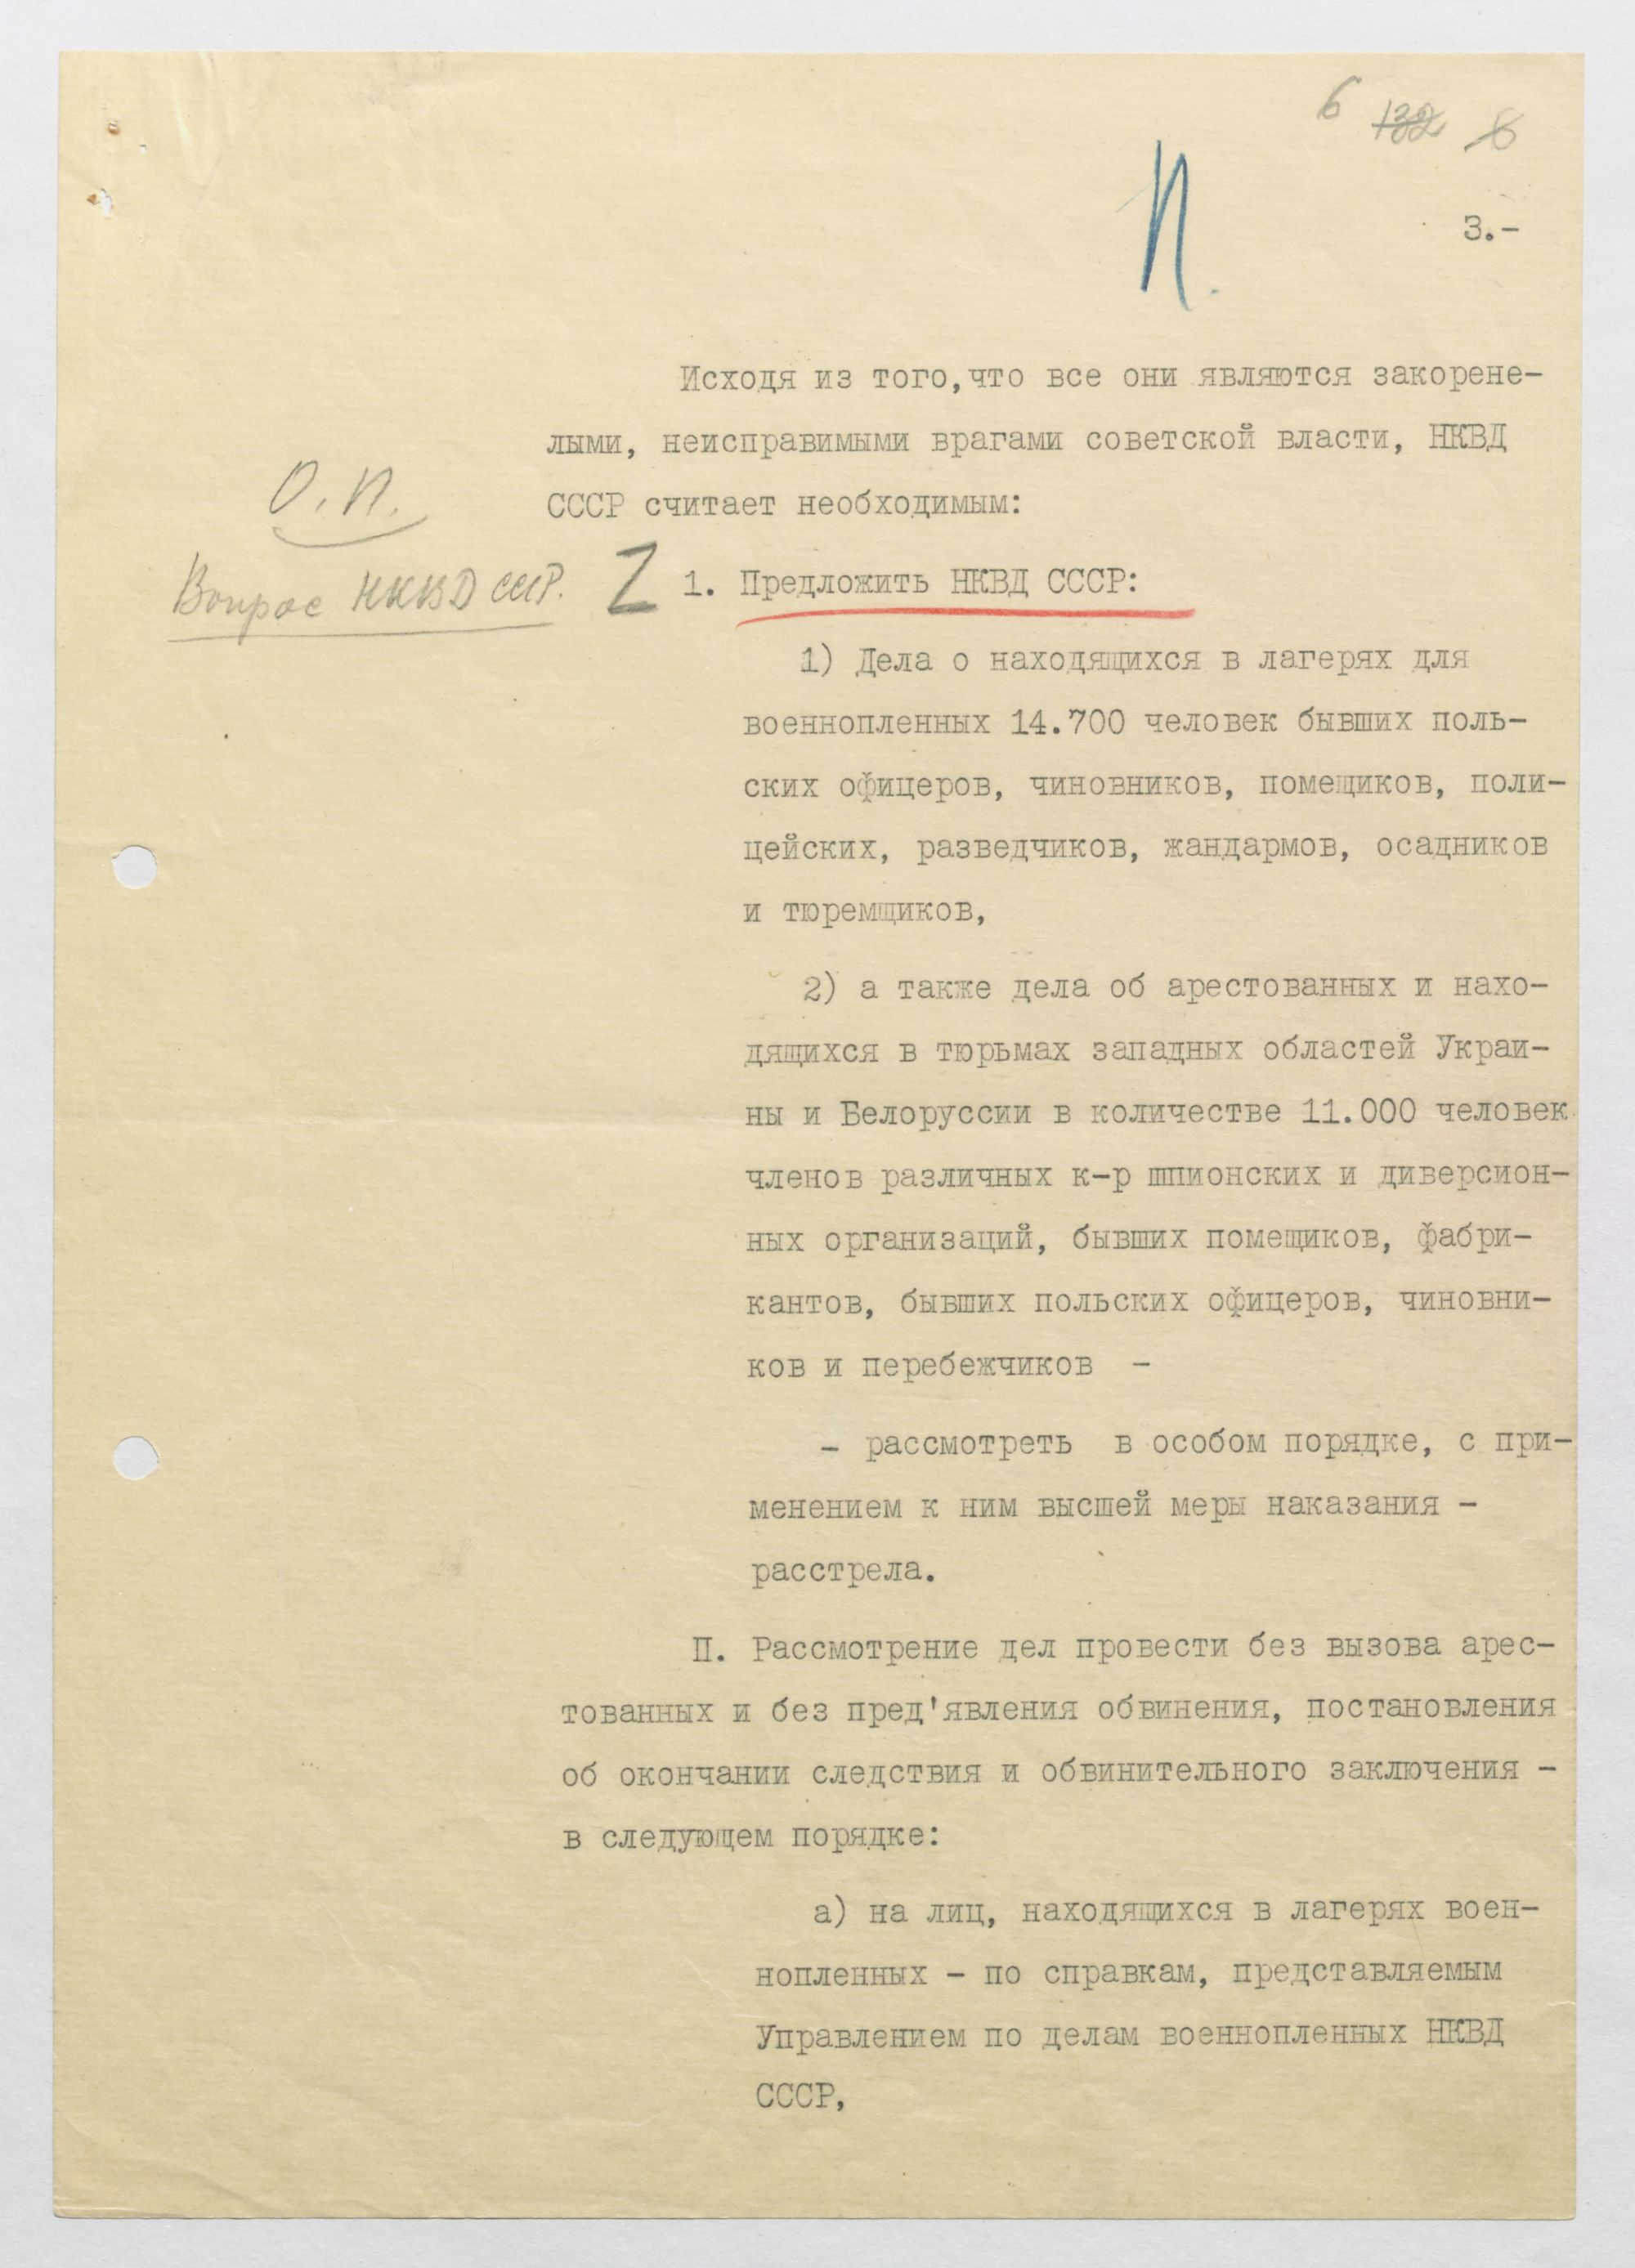 6 132 6
П.
3.-
Исходя из того,что все они являются закорене-
лыми, неисправимыми врагами советской власти, НКВД
СССР считает необходимым:
О.П.
Вопрос НКВД СССР.
1. Предложить НКВД СССР:
1) Дела о находящихся в лагерях для
военнопленных 14.700 человек бывших поль-
ских офицеров, чиновников, помещиков, поли-
цейских, разведчиков, жандармов, осадников
и тюремщиков,
2) а также дела об арестованных и нахо-
дящихся в тюрьмах западных областей Украи-
ны и Белоруссии в количестве 11.000 человек
членов различных к-р шпионских и диверсион-
ных организаций, бывших помещиков, фабри-
кантов, бывших польских офицеров, чиновни-
ков и перебежчиков -
- рассмотреть в особом порядке, с при-
менением к ним высшей меры наказания -
расстрела.
П. Рассмотрение дел провести без вызова арес-
тованных и без пред'явления обвинения, постановления
об окончании следствия и обвинительного заключения -
в следующем порядке:
а) на лиц, находящихся в лагерях воен-
нопленных - по справкам, представляемым
Управлением по делам военнопленных НКВД
СССР,